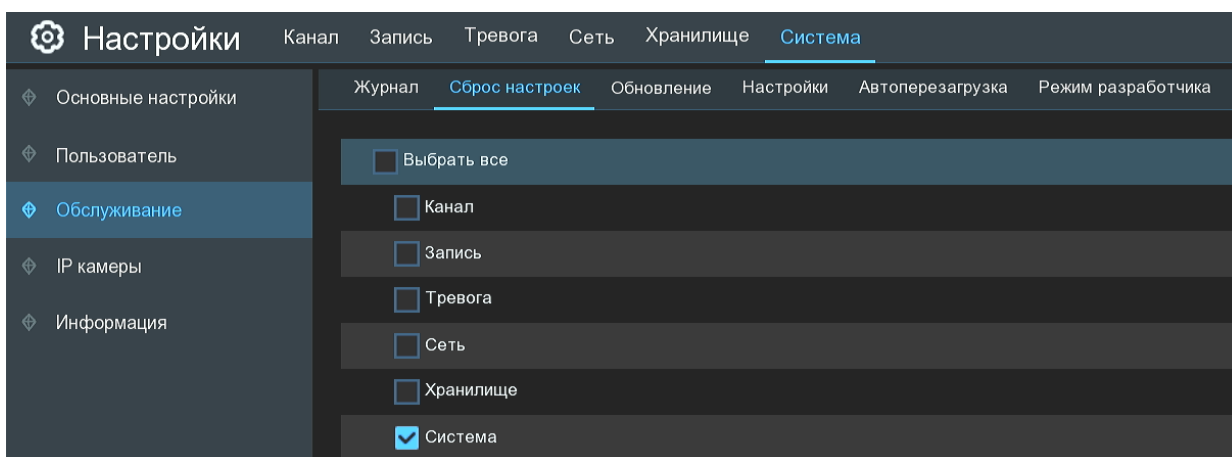 Настройки Канал Запись Тревога Сеть Хранилище Система
Журнал Сброс настроек Обновление Настройки Автоперезагрузка Режим разработчика
Основные настройки
Пользователь
Обслуживание
IP камеры
Информация
Выбрать все
Канал
Запись
Тревога
Сеть
Хранилище
Система